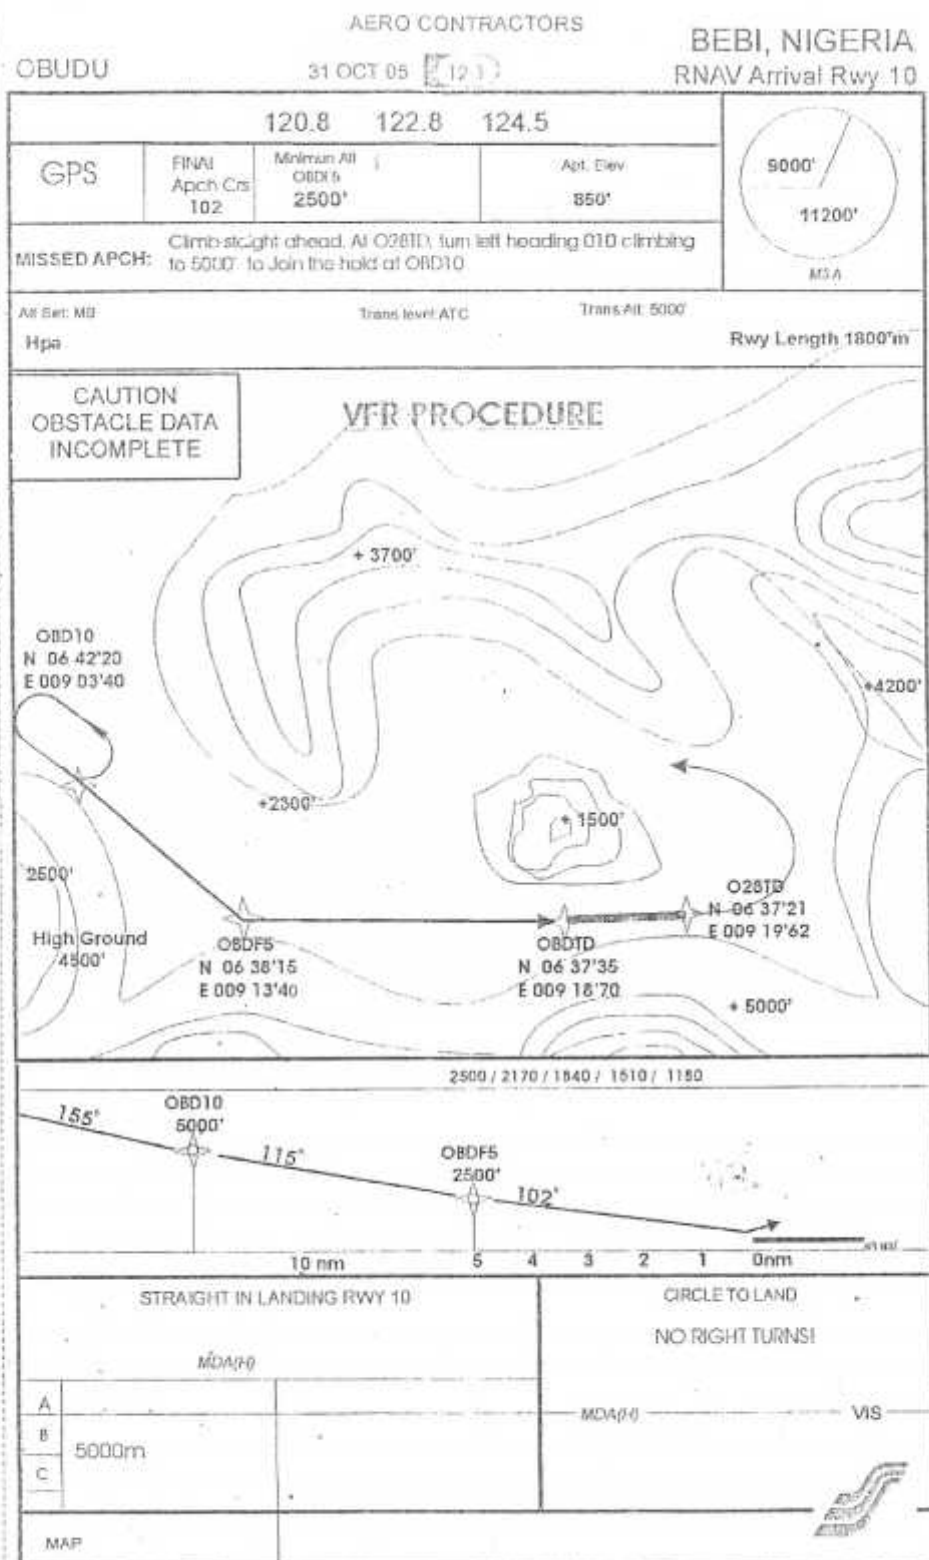 AERO CONTRACTORS
OBUDU
31 OCT 05
BEBI, NIGERIA
RNAV Arrival Rwy 10
120.8 122.8 124.5
GPS
FINAL
Apch Crs
102
Minimun Alt
OBDF5
2500'
Apt. Elev
850'
9000'
11200'
MSA
MISSED APCH:
Climb staight ahead. At O28TD, turn left heading 010 climbing
to 5000' to Join the hold at OBD10
Alt Set: MB
Trans level: ATC
Trans Alt: 5000'
Hpa
Rwy Length 1800'm
CAUTION
OBSTACLE DATA
INCOMPLETE
VFR PROCEDURE
+ 3700'
OBD10
N 06 42'20
E 009 03'40
+4200'
+2300'
+ 1500'
2500'
High Ground
4500'
OBDF5
N 06 38'15
E 009 13'40
OBDTD
N 06 37'35
E 009 18'70
O28TD
N 06 37'21
E 009 19'62
+ 5000'
2500 / 2170 / 1840 / 1510 / 1180
155°
OBD10
5000'
115°
OBDF5
2500'
102°
10 nm
5 4 3 2 1 0nm
STRAIGHT IN LANDING RWY 10
MDA(H)
A
B
C
5000m
MAP
CIRCLE TO LAND
NO RIGHT TURNS!
MDA(H)
VIS